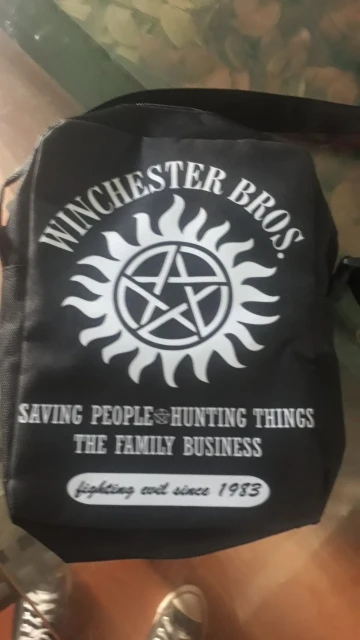 WINCHESTER BROS.
SAVING PEOPLE HUNTING THINGS
THE FAMILY BUSINESS
fighting evil since 1983